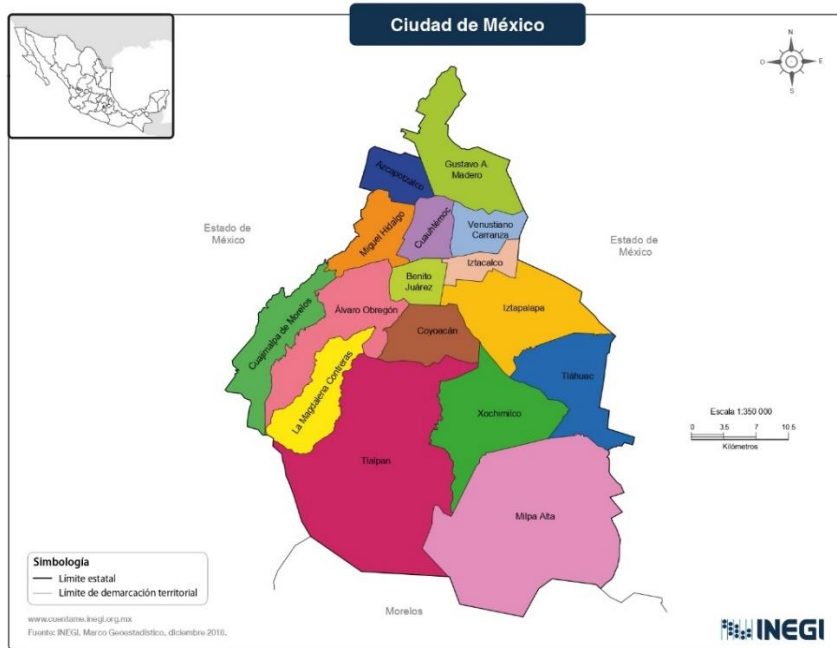 Ciudad de México
N
O
E
S
Gustavo A.
Madero
Azcapotzalco
Estado de
México
Miguel Hidalgo
Cuauhtémoc
Venustiano
Carranza
Estado de
México
Iztacalco
Benito
Juárez
Cuajimalpa de Morelos
Álvaro Obregón
Iztapalapa
Coyoacán
La Magdalena Contreras
Tláhuac
Xochimilco
Escala 1:350 000
0 3.5 7 10.5
Kilómetros
Tlalpan
Milpa Alta
Simbología
Límite estatal
Límite de demarcación territorial
Morelos
www.cuentame.inegi.org.mx
Fuente: INEGI. Marco Geoestadístico, diciembre 2018.
INEGI